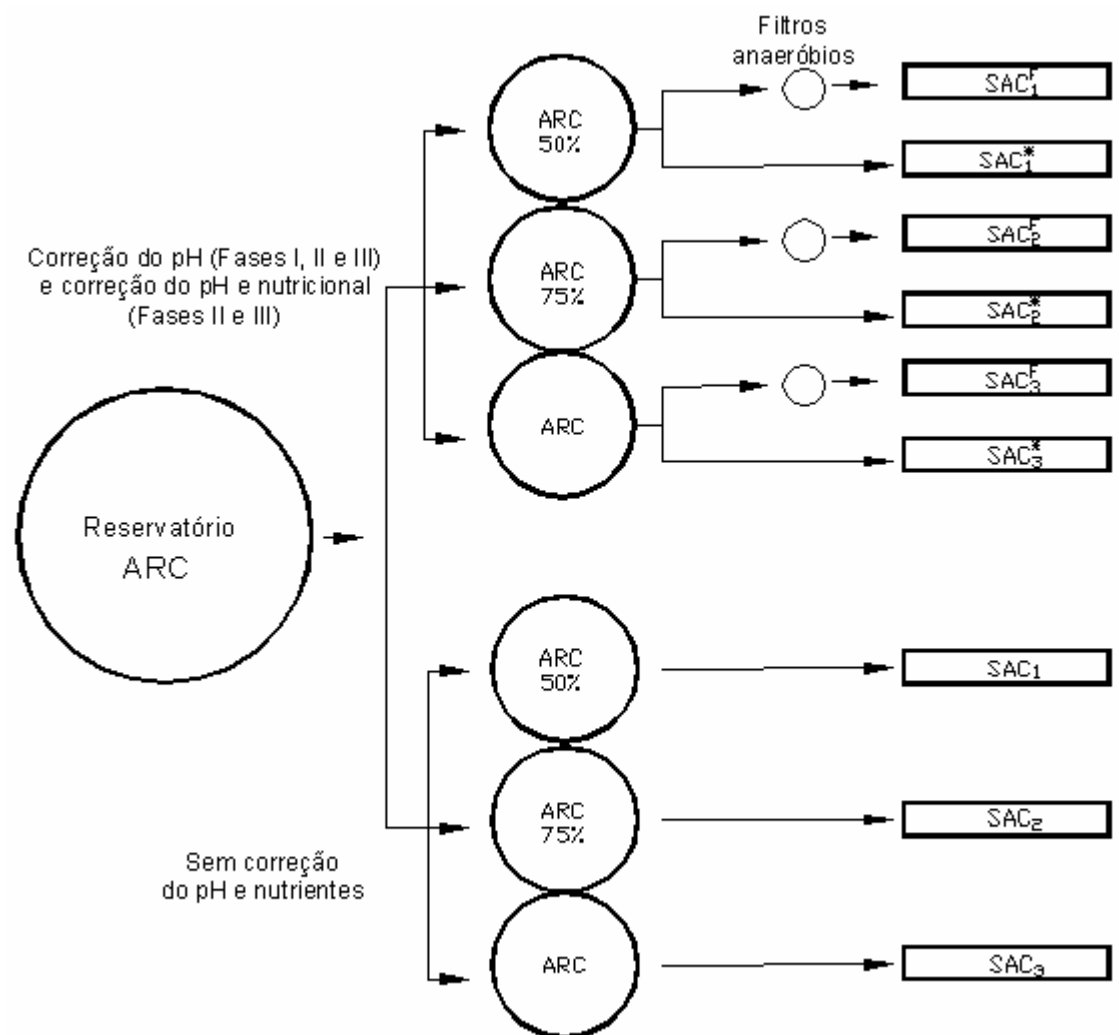 Filtros
anaeróbios
ARC
50%
SAC₁ᶠ
SAC₁*
Correção do pH (Fases I, II e III)
e correção do pH e nutricional
(Fases II e III)
ARC
75%
SAC₂ᶠ
SAC₂*
ARC
SAC₃ᶠ
SAC₃*
Reservatório
ARC
ARC
50%
SAC₁
ARC
75%
SAC₂
Sem correção
do pH e nutrientes
ARC
SAC₃